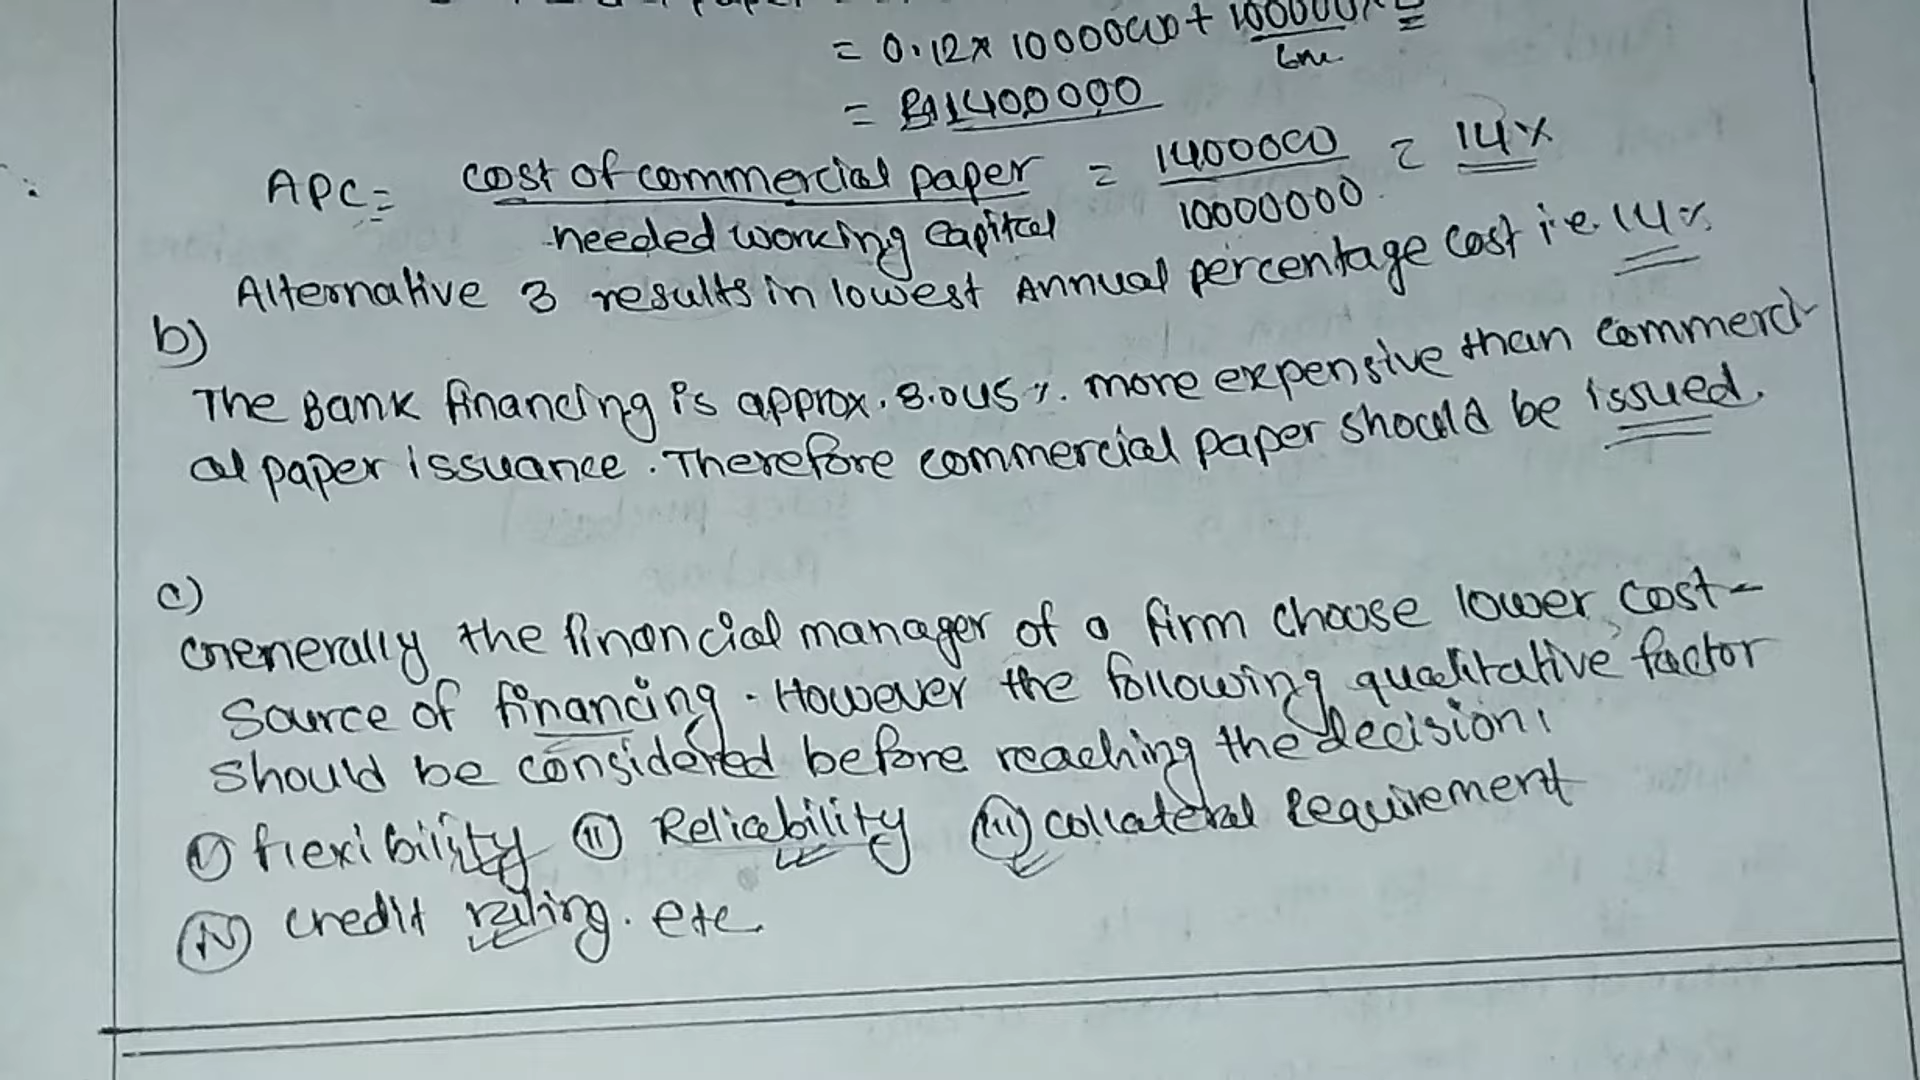 = 0.12 x 10000000 + 100000 x
6m
= 1400000
APC = cost of commercial paper / needed working capital = 1400000 / 10000000 = 14%
Alternative 3 results in lowest Annual percentage cost i.e. 14%
b)
The Bank financing is approx. 8.045%. more expensive than commerci-
al paper issuance. Therefore commercial paper should be issued.
c)
Generally the financial manager of a firm choose lower cost-
Source of financing. However the following qualitative factor
should be considered before reaching the decision:
(i) flexibility (ii) Reliability (iii) collateral Requirement
(iv) credit rating. etc